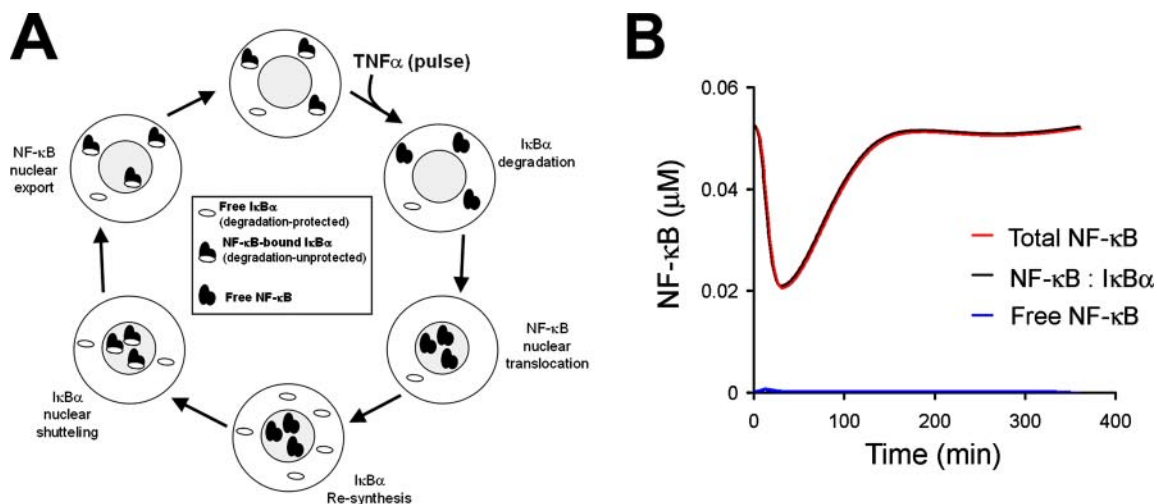 A
TNFα (pulse)
IκBα
degradation
NF-κB
nuclear
translocation
IκBα
Re-synthesis
IκBα
nuclear
shutteling
NF-κB
nuclear
export
Free IκBα
(degradation-protected)
NF-κB-bound IκBα
(degradation-unprotected)
Free NF-κB
B
NF-κB (μM)
0.06
0.04
0.02
0
0
100
200
300
400
Time (min)
Total NF-κB
NF-κB : IκBα
Free NF-κB